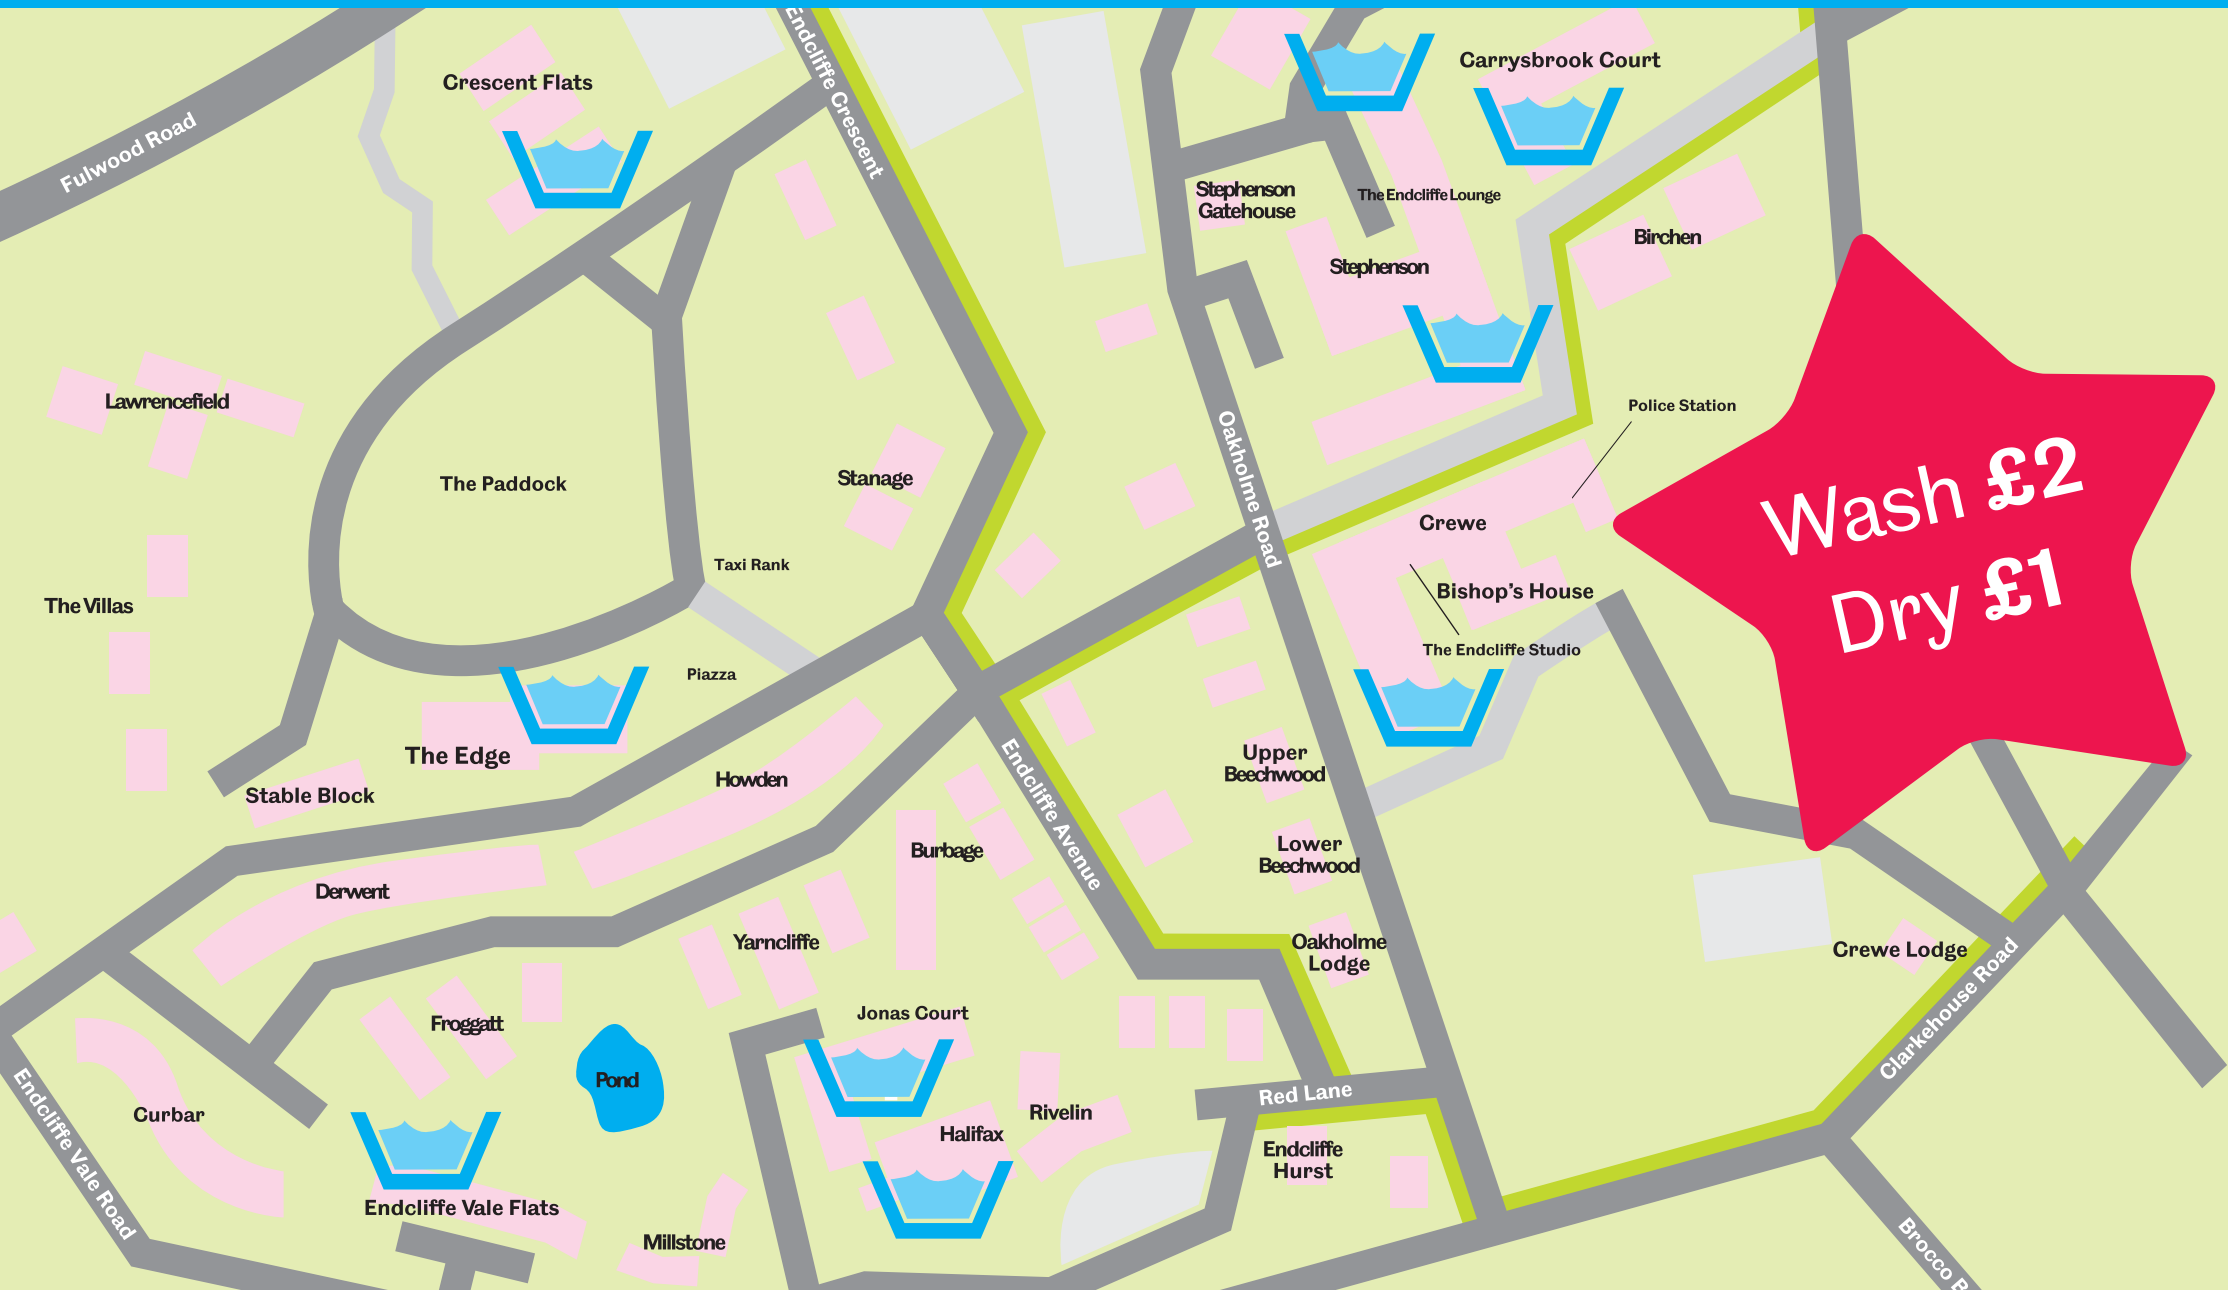 Endcliffe Crescent
Carrysbrook Court
Crescent Flats
Fulwood Road
Stephenson
Gatehouse
The Endcliffe Lounge
Birchen
Stephenson
Lawrencefield
Police Station
The Paddock
Stanage
Oakholme Road
Wash £2
Dry £1
Crewe
Taxi Rank
Bishop's House
The Villas
The Endcliffe Studio
Piazza
The Edge
Upper
Beechwood
Howden
Stable Block
Endcliffe Avenue
Burbage
Lower
Beechwood
Derwent
Yarncliffe
Oakholme
Lodge
Crewe Lodge
Clarkehouse Road
Jonas Court
Froggatt
Pond
Red Lane
Rivelin
Curbar
Halifax
Endcliffe
Hurst
Endcliffe Vale Road
Endcliffe Vale Flats
Millstone
Brocco